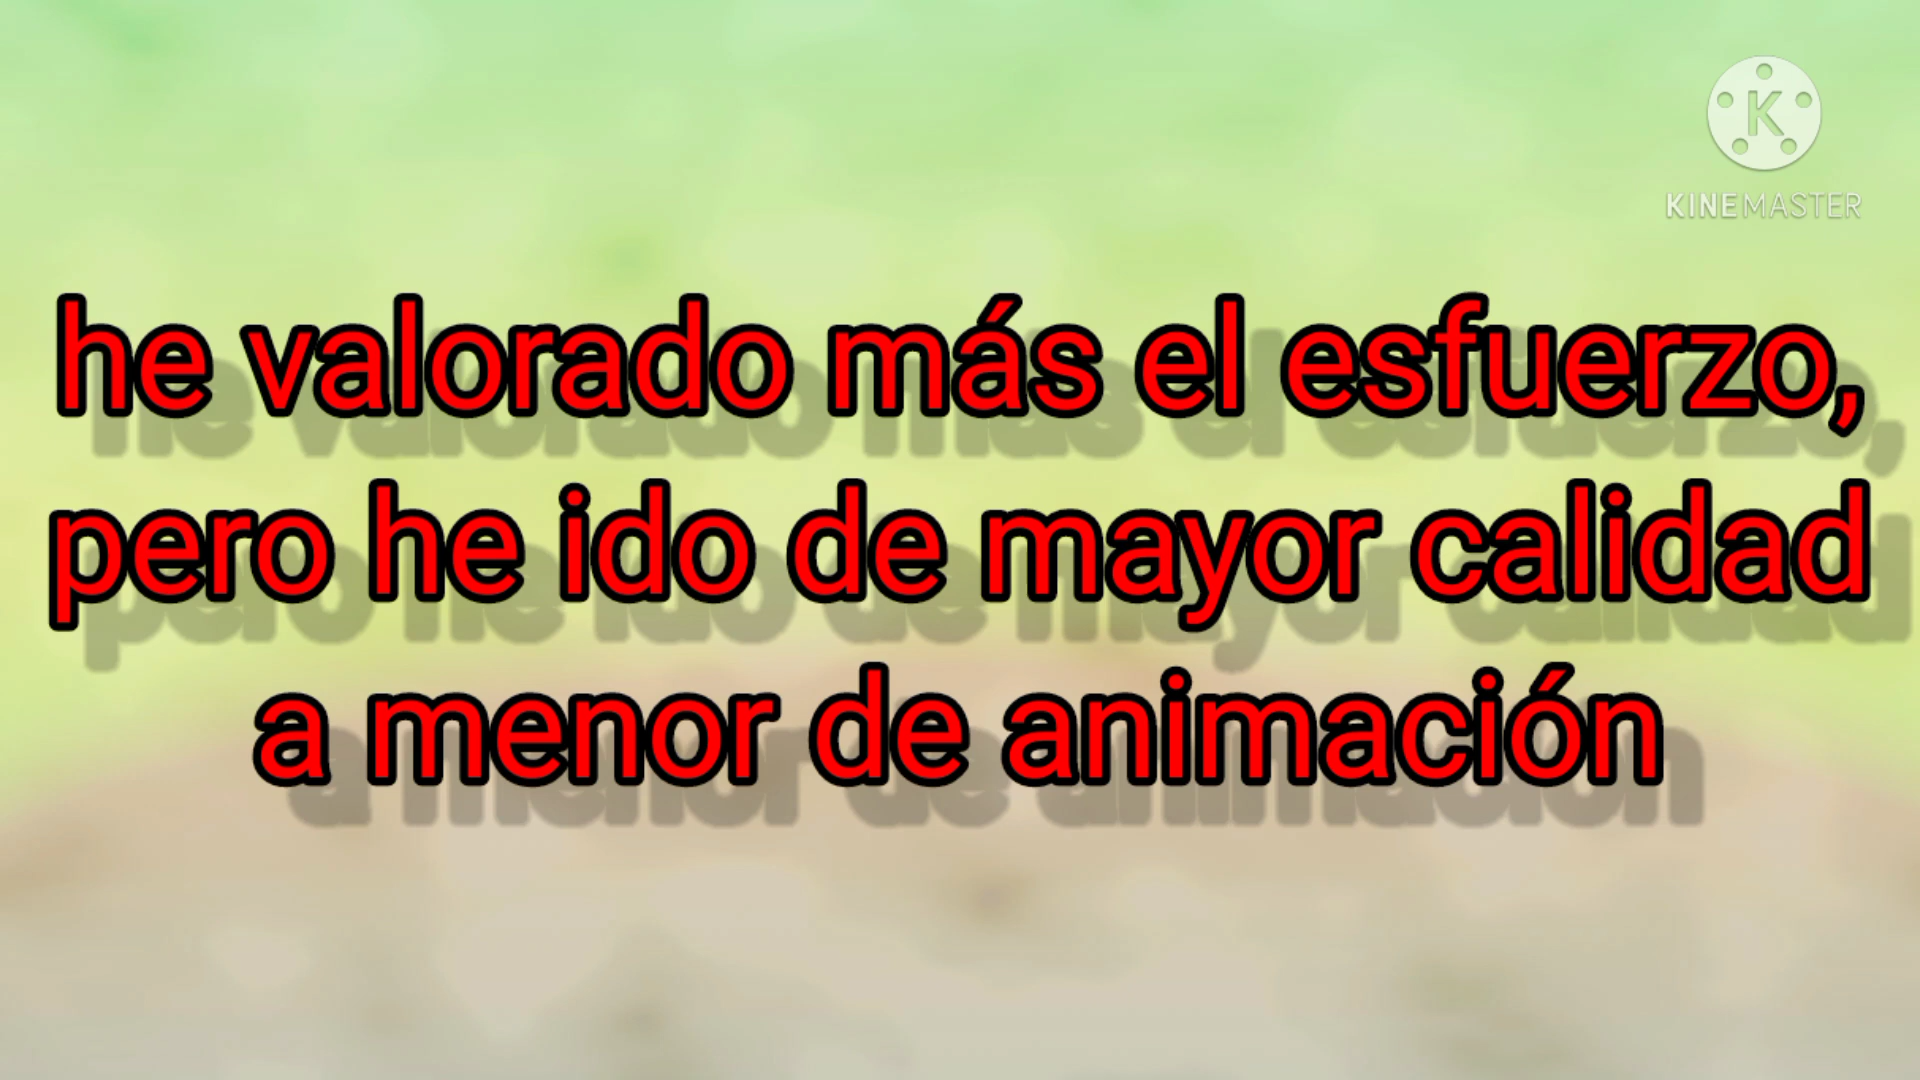 K
KINEMASTER
he valorado más el esfuerzo,
pero he ido de mayor calidad
a menor de animación